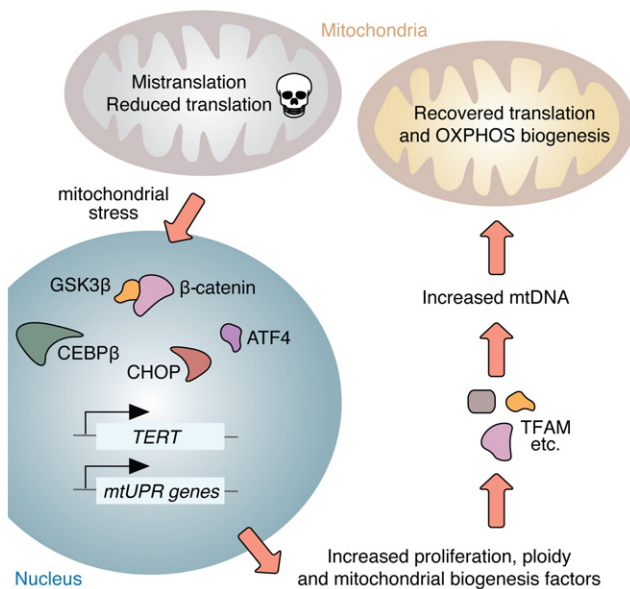 Mitochondria
Mistranslation
Reduced translation
mitochondrial
stress
GSK3β
β-catenin
ATF4
CEBPβ
CHOP
TERT
mtUPR genes
Nucleus
Increased proliferation, ploidy
and mitochondrial biogenesis factors
TFAM
etc.
Increased mtDNA
Recovered translation
and OXPHOS biogenesis